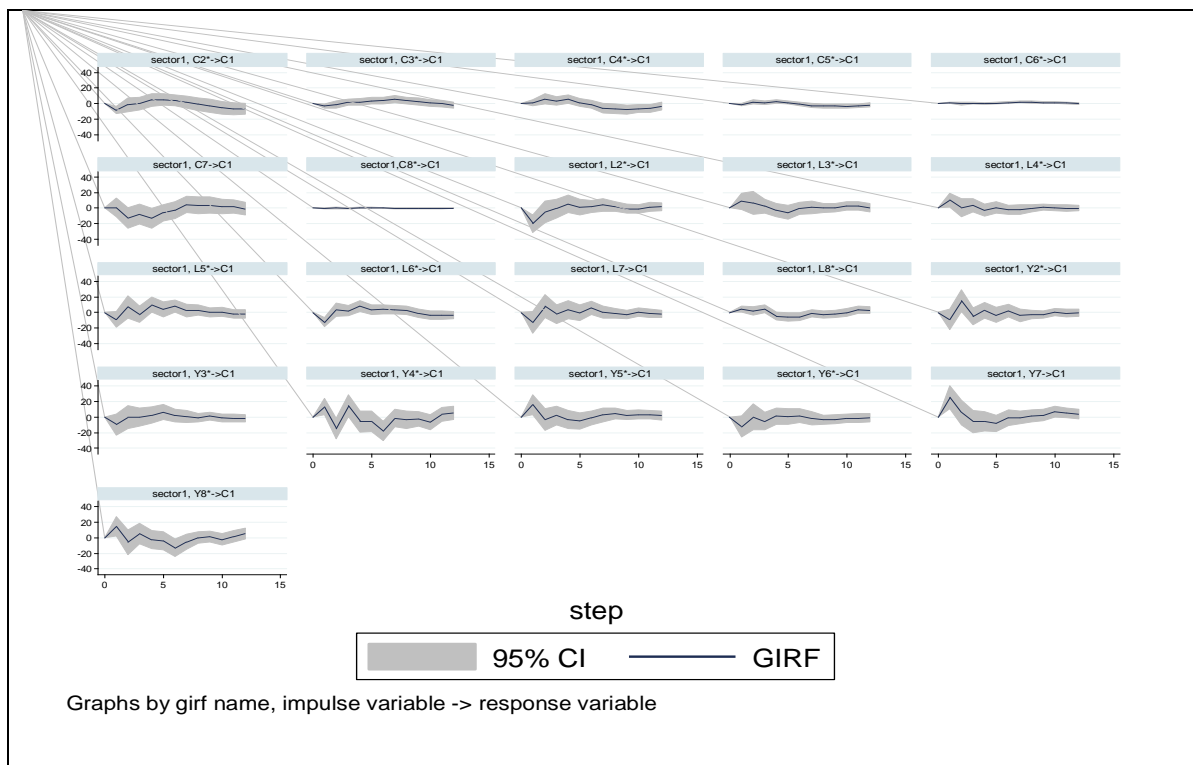 sector1, C2*->C1 sector1, C3*->C1 sector1, C4*->C1 sector1, C5*->C1 sector1, C6*->C1
40
20
0
-20
-40
sector1, C7->C1 sector1,C8*->C1 sector1, L2*->C1 sector1, L3*->C1 sector1, L4*->C1
40
20
0
-20
-40
sector1, L5*->C1 sector1, L6*->C1 sector1, L7->C1 sector1, L8*->C1 sector1, Y2*->C1
40
20
0
-20
-40
sector1, Y3*->C1 sector1, Y4*->C1 sector1, Y5*->C1 sector1, Y6*->C1 sector1, Y7->C1
40
20
0
-20
-40
0 5 10 15 0 5 10 15 0 5 10 15 0 5 10 15
sector1, Y8*->C1
40
20
0
-20
-40
0 5 10 15
step
95% CI GIRF
Graphs by girf name, impulse variable -> response variable